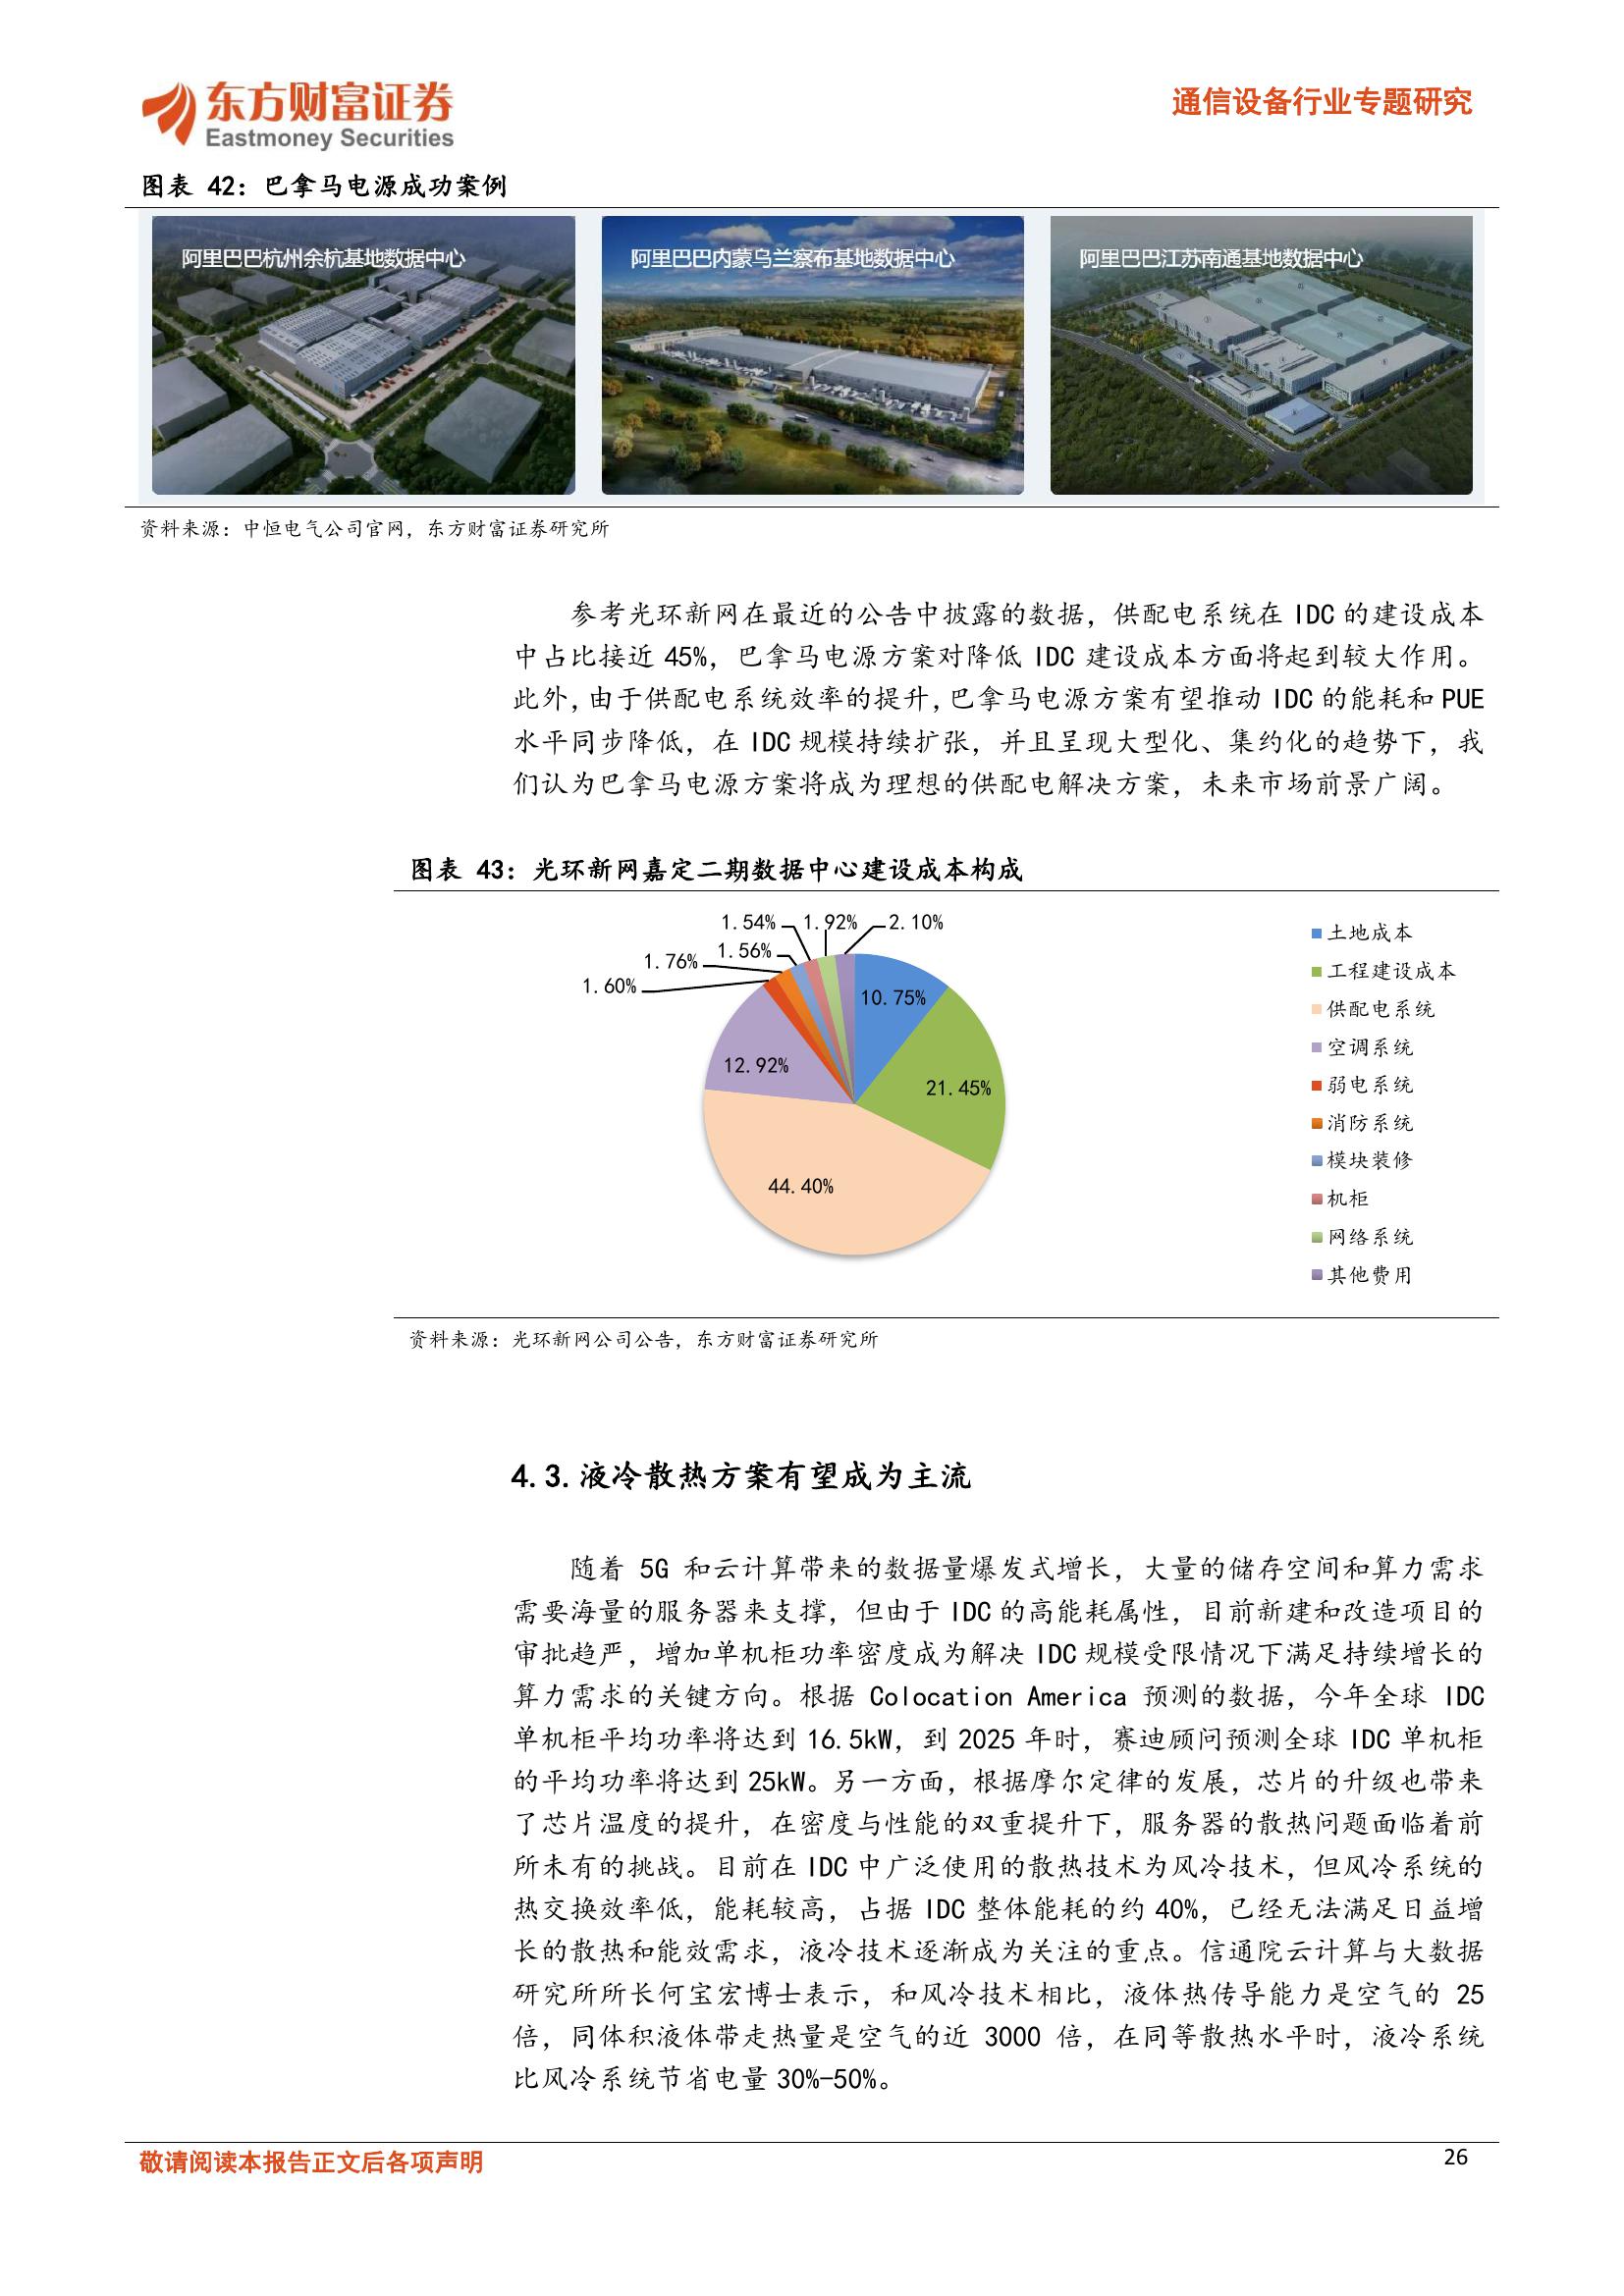 东方财富证券
Eastmoney Securities
通信设备行业专题研究
图表 42：巴拿马电源成功案例
阿里巴巴杭州余杭基地数据中心
阿里巴巴内蒙乌兰察布基地数据中心
阿里巴巴江苏南通基地数据中心
资料来源：中恒电气公司官网，东方财富证券研究所
参考光环新网在最近的公告中披露的数据，供配电系统在 IDC 的建设成本
中占比接近 45%，巴拿马电源方案对降低 IDC 建设成本方面将起到较大作用。
此外，由于供配电系统效率的提升，巴拿马电源方案有望推动 IDC 的能耗和 PUE
水平同步降低，在 IDC 规模持续扩张，并且呈现大型化、集约化的趋势下，我
们认为巴拿马电源方案将成为理想的供配电解决方案，未来市场前景广阔。
图表 43：光环新网嘉定二期数据中心建设成本构成
1.54%
1.92%
2.10%
1.56%
1.76%
1.60%
10.75%
12.92%
21.45%
44.40%
土地成本
工程建设成本
供配电系统
空调系统
弱电系统
消防系统
模块装修
机柜
网络系统
其他费用
资料来源：光环新网公司公告，东方财富证券研究所
4.3.液冷散热方案有望成为主流
随着 5G 和云计算带来的数据量爆发式增长，大量的储存空间和算力需求
需要海量的服务器来支撑，但由于 IDC 的高能耗属性，目前新建和改造项目的
审批趋严，增加单机柜功率密度成为解决 IDC 规模受限情况下满足持续增长的
算力需求的关键方向。根据 Colocation America 预测的数据，今年全球 IDC
单机柜平均功率将达到 16.5kW，到 2025 年时，赛迪顾问预测全球 IDC 单机柜
的平均功率将达到 25kW。另一方面，根据摩尔定律的发展，芯片的升级也带来
了芯片温度的提升，在密度与性能的双重提升下，服务器的散热问题面临着前
所未有的挑战。目前在 IDC 中广泛使用的散热技术为风冷技术，但风冷系统的
热交换效率低，能耗较高，占据 IDC 整体能耗的约 40%，已经无法满足日益增
长的散热和能效需求，液冷技术逐渐成为关注的重点。信通院云计算与大数据
研究所所长何宝宏博士表示，和风冷技术相比，液体热传导能力是空气的 25
倍，同体积液体带走热量是空气的近 3000 倍，在同等散热水平时，液冷系统
比风冷系统节省电量 30%-50%。
敬请阅读本报告正文后各项声明
26